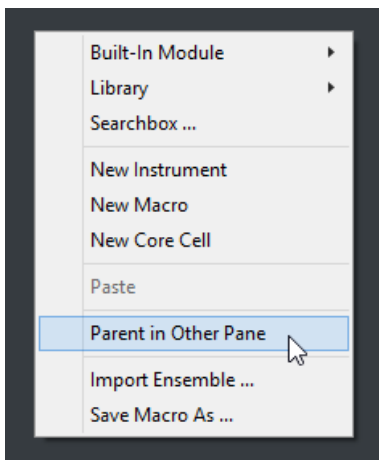 Built-In Module
Library
Searchbox ...
New Instrument
New Macro
New Core Cell
Paste
Parent in Other Pane
Import Ensemble ...
Save Macro As ...